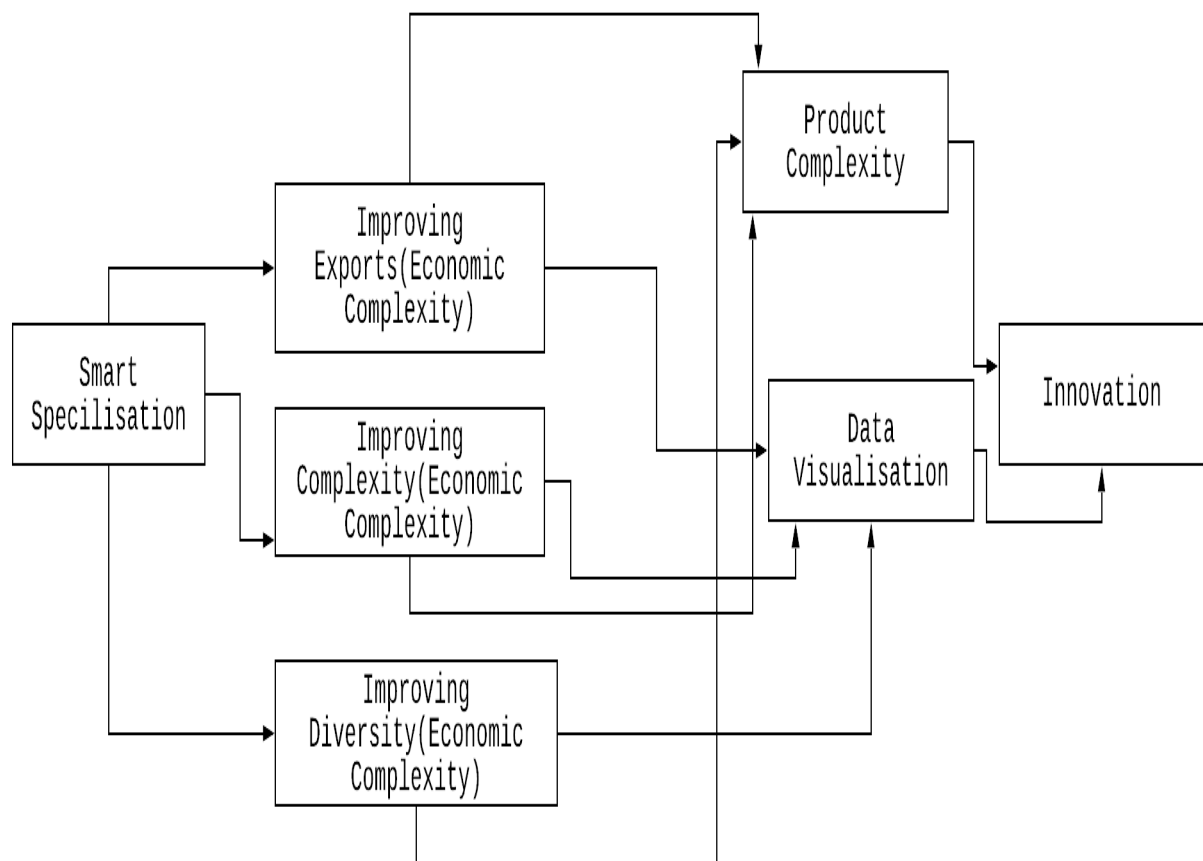 Product
Complexity
Improving
Exports(Economic
Complexity)
Smart
Specilisation
Improving
Complexity(Economic
Complexity)
Data
Visualisation
Innovation
Improving
Diversity(Economic
Complexity)